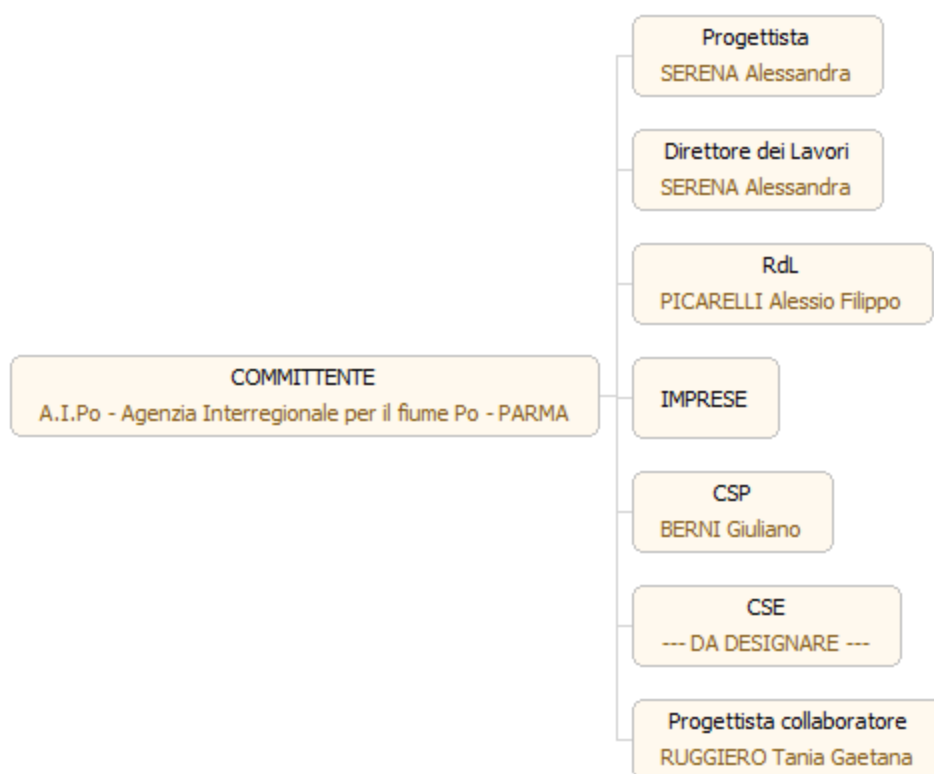 Progettista
SERENA Alessandra
Direttore dei Lavori
SERENA Alessandra
RdL
PICARELLI Alessio Filippo
COMMITTENTE
A.I.Po - Agenzia Interregionale per il fiume Po - PARMA
IMPRESE
CSP
BERNI Giuliano
CSE
--- DA DESIGNARE ---
Progettista collaboratore
RUGGIERO Tania Gaetana